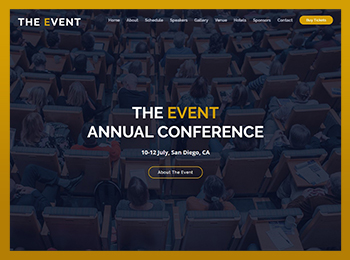 THE EVENT
Home About Schedule Speakers Gallery Venue Hotels Sponsors Contact Buy Tickets
THE EVENT
ANNUAL CONFERENCE
10-12 July, San Diego, CA
About The Event